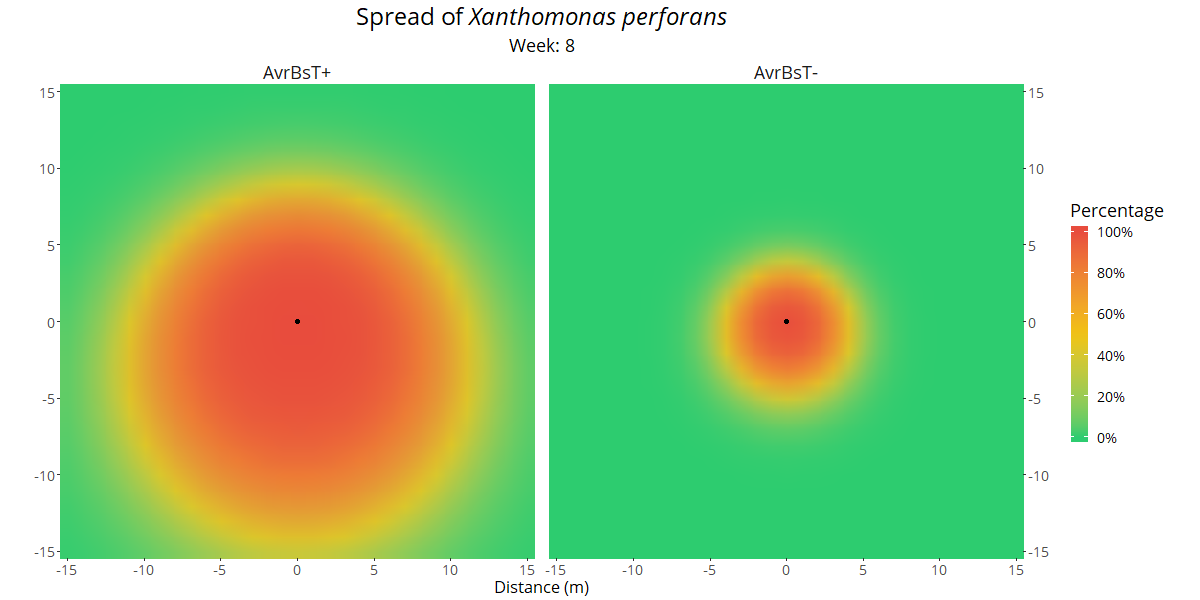 Spread of Xanthomonas perforans
Week: 8
AvrBsT+
AvrBsT-
15
10
5
0
-5
-10
-15
-15 -10 -5 0 5 10 15
15
10
5
0
-5
-10
-15
-15 -10 -5 0 5 10 15
Distance (m)
Percentage
100%
80%
60%
40%
20%
0%